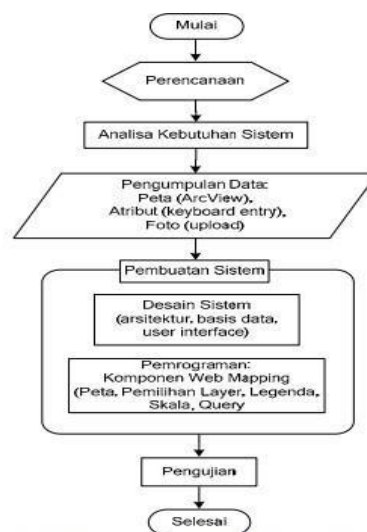 Mulai
Perencanaan
Analisa Kebutuhan Sistem
Pengumpulan Data:
Peta (ArcView),
Atribut (keyboard entry),
Foto (upload)
Pembuatan Sistem
Desain Sistem
(arsitektur, basis data,
user interface)
Pemrograman:
Komponen Web Mapping
(Peta, Pemilihan Layer, Legenda,
Skala, Query
Pengujian
Selesai